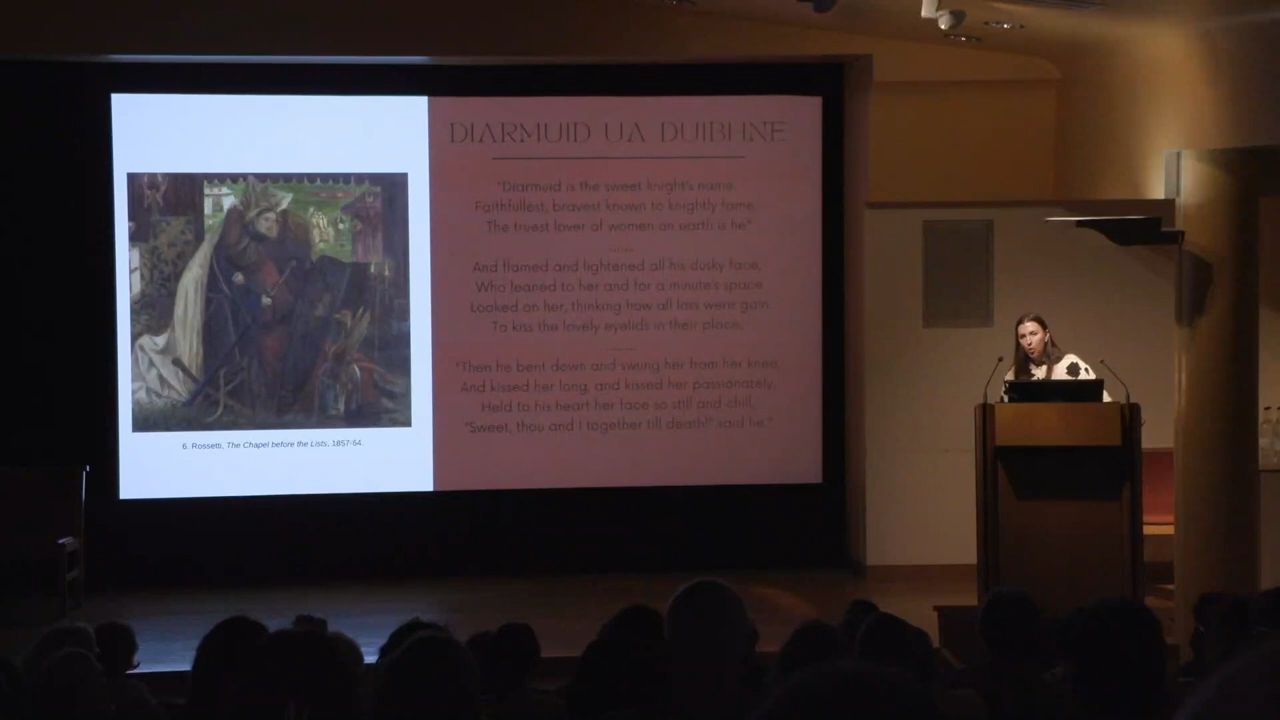 6. Rossetti, The Chapel before the Lists, 1857-64.
DIARMUID UA DUIBHNE
"Diarmuid is the sweet knight's name
Faithfullest, bravest known to knightly fame,
The truest lover of women on earth is he"
And flamed and lightened all his dusky face,
Who leaned to her and for a minute's space
Looked on her, thinking how all loss were gain
To kiss the lovely eyelids in their place.
"Then he bent down and swung her from her knee,
And kissed her long, and kissed her passionately,
Held to his heart her face so still and chill,
"Sweet, thou and I together till death!" said he."